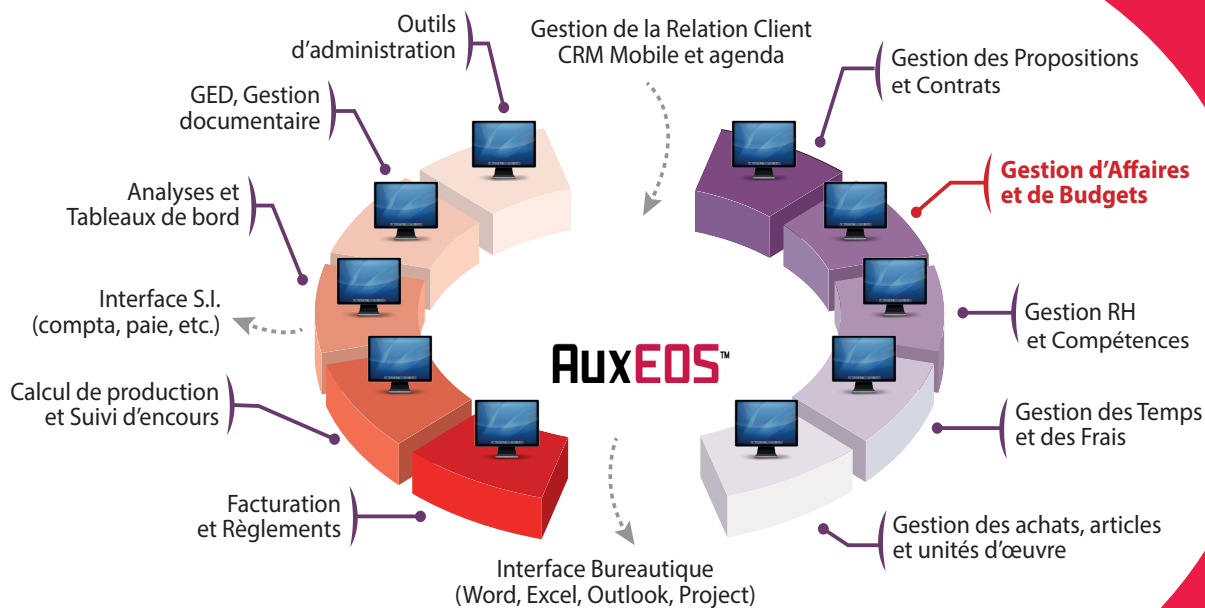 Outils
d'administration
Gestion de la Relation Client
CRM Mobile et agenda
Gestion des Propositions
et Contrats
GED, Gestion
documentaire
Gestion d'Affaires
et de Budgets
Analyses et
Tableaux de bord
Interface S.I.
(compta, paie, etc.)
Gestion RH
et Compétences
AUXEOS™
Calcul de production
et Suivi d'encours
Gestion des Temps
et des Frais
Facturation
et Règlements
Gestion des achats, articles
et unités d'œuvre
Interface Bureautique
(Word, Excel, Outlook, Project)